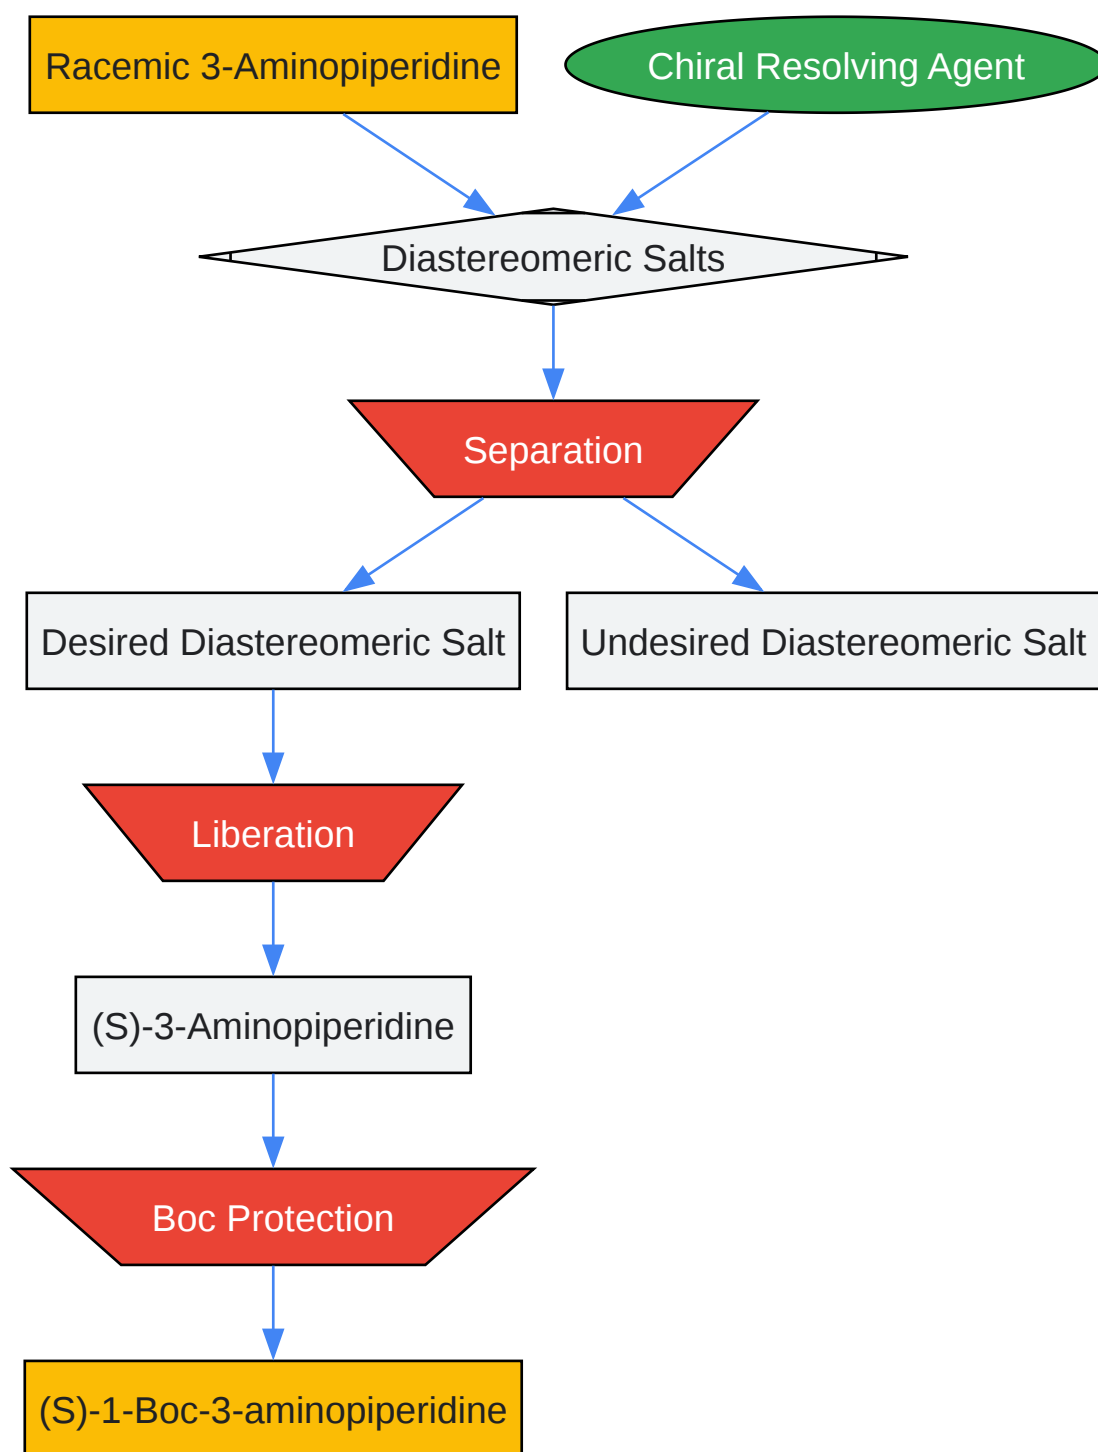 Racemic 3-Aminopiperidine
Chiral Resolving Agent
Diastereomeric Salts
Separation
Desired Diastereomeric Salt
Undesired Diastereomeric Salt
Liberation
(S)-3-Aminopiperidine
Boc Protection
(S)-1-Boc-3-aminopiperidine